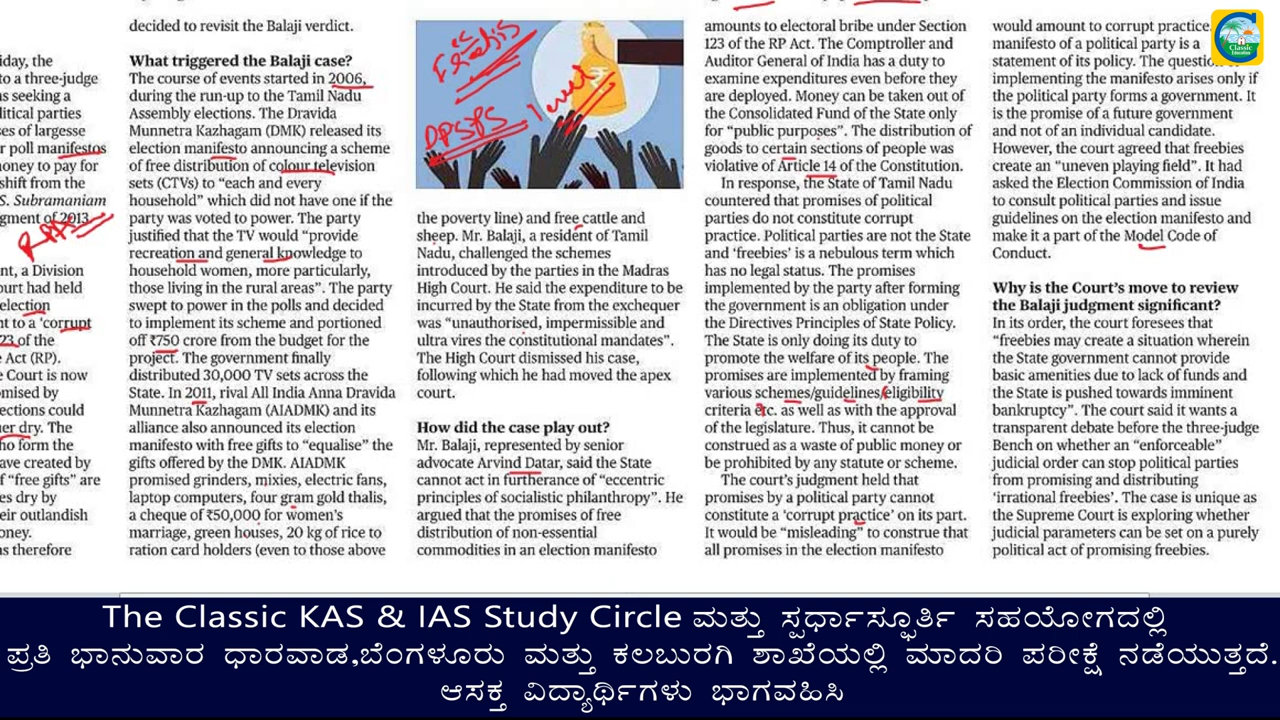 decided to revisit the Balaji verdict.
iday, the
to a three-judge
as seeking a
litical parties
ses of largesse
r poll manifestos
money to pay for
shift from the
S. Subramaniam
gment of 2013
RPA
nt, a Division
ourt had held
election
nt to a 'corrupt
23 of the
e Act (RP).
e Court is now
omised by
ections could
er dry. The
ho form the
ave created by
f "free gifts" are
es dry by
eir outlandish
oney.
as therefore
What triggered the Balaji case?
The course of events started in 2006,
during the run-up to the Tamil Nadu
Assembly elections. The Dravida
Munnetra Kazhagam (DMK) released its
election manifesto announcing a scheme
of free distribution of colour television
sets (CTVs) to "each and every
household" which did not have one if the
party was voted to power. The party
justified that the TV would "provide
recreation and general knowledge to
household women, more particularly,
those living in the rural areas". The party
swept to power in the polls and decided
to implement its scheme and portioned
off ₹750 crore from the budget for the
project. The government finally
distributed 30,000 TV sets across the
State. In 2011, rival All India Anna Dravida
Munnetra Kazhagam (AIADMK) and its
alliance also announced its election
manifesto with free gifts to "equalise" the
gifts offered by the DMK. AIADMK
promised grinders, mixies, electric fans,
laptop computers, four gram gold thalis,
a cheque of ₹50,000 for women's
marriage, green houses, 20 kg of rice to
ration card holders (even to those above
DPSPS
the poverty line) and free cattle and
sheep. Mr. Balaji, a resident of Tamil
Nadu, challenged the schemes
introduced by the parties in the Madras
High Court. He said the expenditure to be
incurred by the State from the exchequer
was "unauthorised, impermissible and
ultra vires the constitutional mandates".
The High Court dismissed his case,
following which he had moved the apex
court.
How did the case play out?
Mr. Balaji, represented by senior
advocate Arvind Datar, said the State
cannot act in furtherance of "eccentric
principles of socialistic philanthropy". He
argued that the promises of free
distribution of non-essential
commodities in an election manifesto
amounts to electoral bribe under Section
123 of the RP Act. The Comptroller and
Auditor General of India has a duty to
examine expenditures even before they
are deployed. Money can be taken out of
the Consolidated Fund of the State only
for "public purposes". The distribution of
goods to certain sections of people was
violative of Article 14 of the Constitution.
In response, the State of Tamil Nadu
countered that promises of political
parties do not constitute corrupt
practice. Political parties are not the State
and 'freebies' is a nebulous term which
has no legal status. The promises
implemented by the party after forming
the government is an obligation under
the Directives Principles of State Policy.
The State is only doing its duty to
promote the welfare of its people. The
promises are implemented by framing
various schemes/guidelines/eligibility
criteria etc. as well as with the approval
of the legislature. Thus, it cannot be
construed as a waste of public money or
be prohibited by any statute or scheme.
The court's judgment held that
promises by a political party cannot
constitute a 'corrupt practice' on its part.
It would be "misleading" to construe that
all promises in the election manifesto
would amount to corrupt practice
manifesto of a political party is a
statement of its policy. The question of
implementing the manifesto arises only if
the political party forms a government. It
is the promise of a future government
and not of an individual candidate.
However, the court agreed that freebies
create an "uneven playing field". It had
asked the Election Commission of India
to consult political parties and issue
guidelines on the election manifesto and
make it a part of the Model Code of
Conduct.
Why is the Court's move to review
the Balaji judgment significant?
In its order, the court foresees that
"freebies may create a situation wherein
the State government cannot provide
basic amenities due to lack of funds and
the State is pushed towards imminent
bankruptcy". The court said it wants a
transparent debate before the three-judge
Bench on whether an "enforceable"
judicial order can stop political parties
from promising and distributing
'irrational freebies'. The case is unique as
the Supreme Court is exploring whether
judicial parameters can be set on a purely
political act of promising freebies.
Classic
Education
The Classic KAS & IAS Study Circle ಮತ್ತು ಸ್ಪರ್ಧಾಸ್ಫೂರ್ತಿ ಸಹಯೋಗದಲ್ಲಿ
ಪ್ರತಿ ಭಾನುವಾರ ಧಾರವಾಡ,ಬೆಂಗಳೂರು ಮತ್ತು ಕಲಬುರಗಿ ಶಾಖೆಯಲ್ಲಿ ಮಾದರಿ ಪರೀಕ್ಷೆ ನಡೆಯುತ್ತದೆ.
ಆಸಕ್ತ ವಿದ್ಯಾರ್ಥಿಗಳು ಭಾಗವಹಿಸಿ